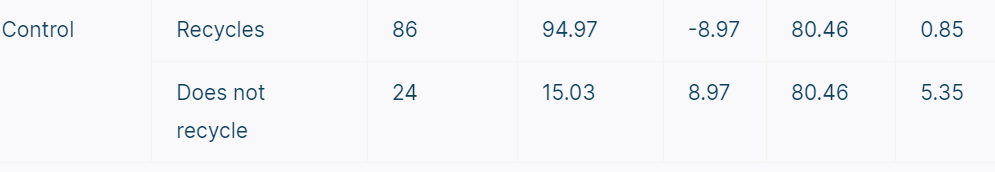 Control Recycles 86 94.97 -8.97 80.46 0.85
Does not 24 15.03 8.97 80.46 5.35
recycle